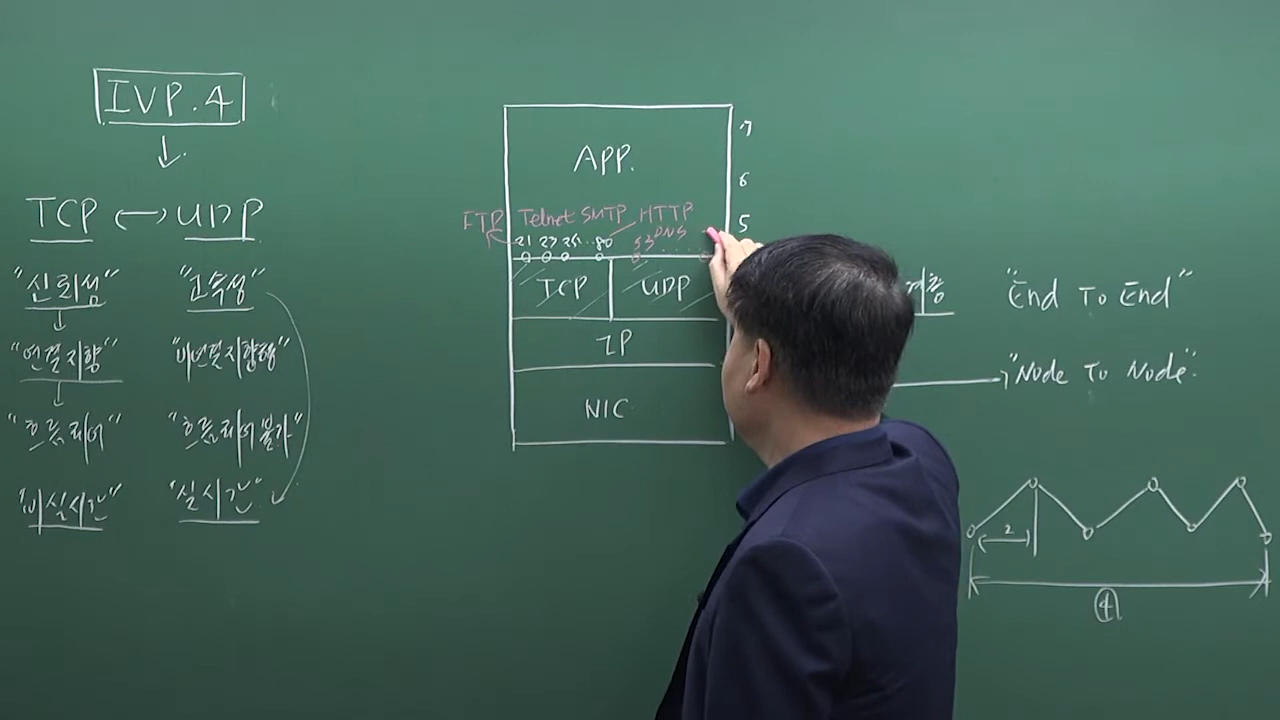 IVP.4
TCP ↔ UDP
"신뢰성" "고속성"
"연결지향" "비연결지향형"
"흐름제어" "흐름제어불가"
"비실시간" "실시간"
APP.
7
6
5
FTP Telnet SMTP HTTP
21 23 25 ... 80 53 DNS ....
TCP UDP
IP
NIC
계층 "End To End"
"Node To Node"
2
④